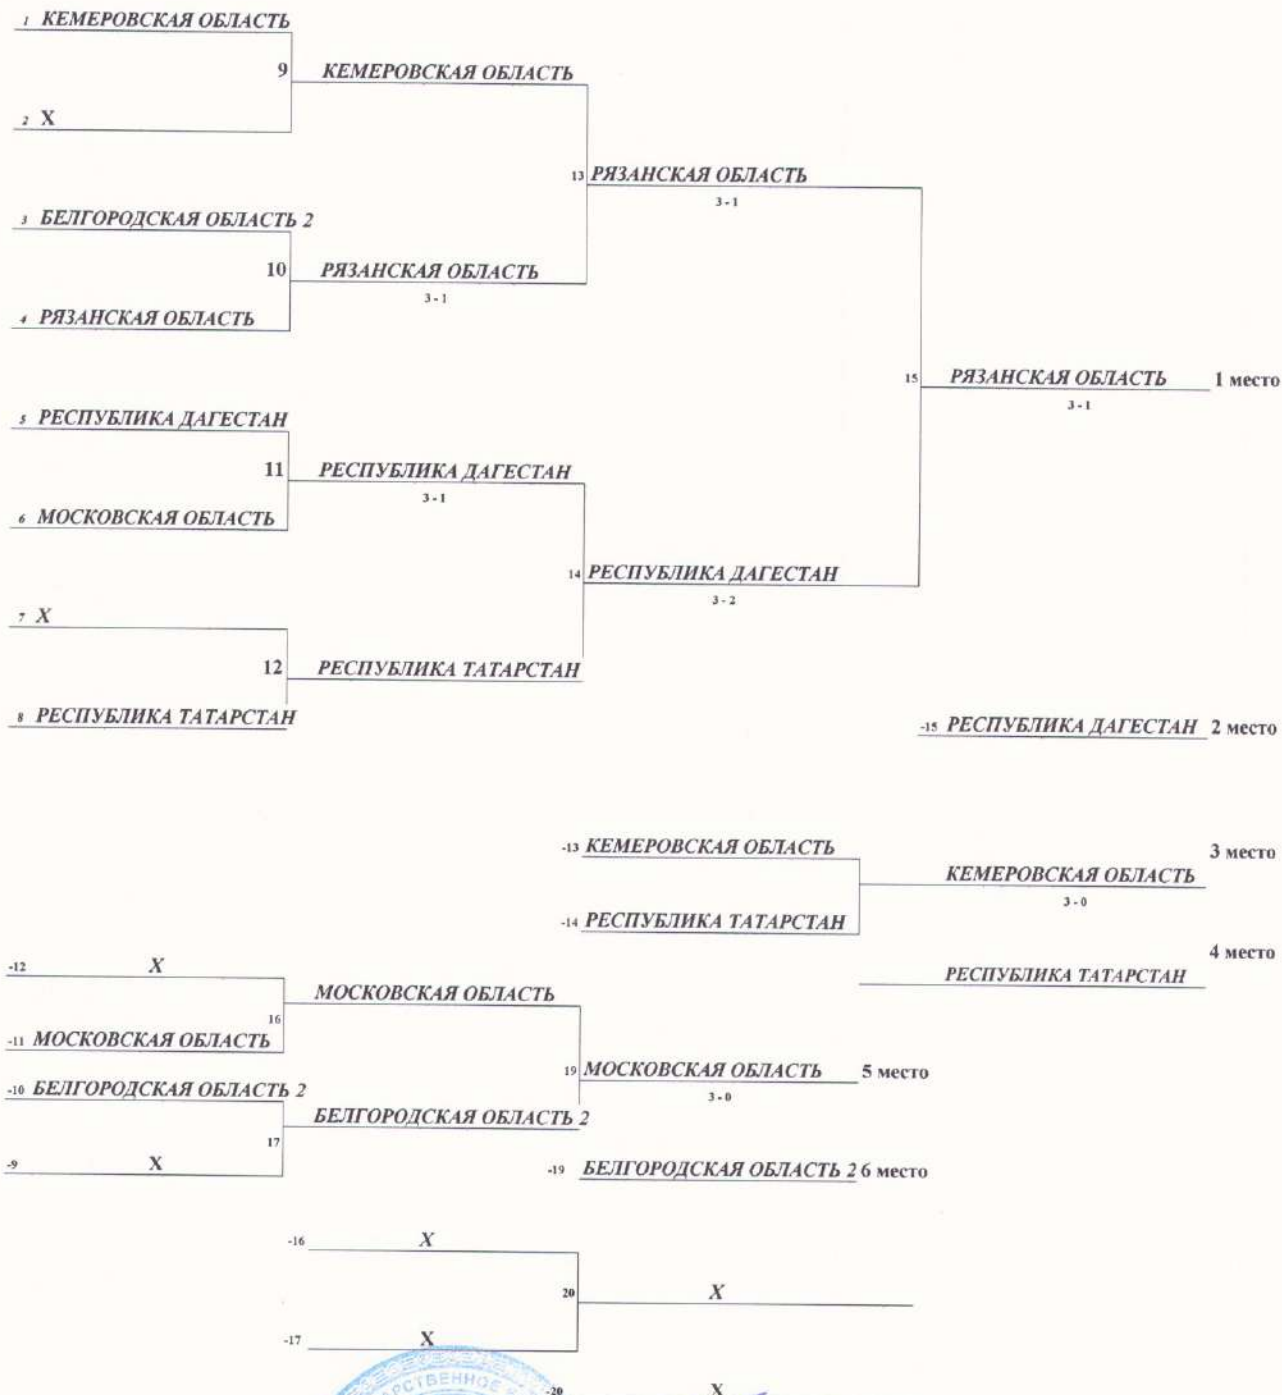 1 КЕМЕРОВСКАЯ ОБЛАСТЬ
9 КЕМЕРОВСКАЯ ОБЛАСТЬ
2 X
13 РЯЗАНСКАЯ ОБЛАСТЬ
3-1
3 БЕЛГОРОДСКАЯ ОБЛАСТЬ 2
10 РЯЗАНСКАЯ ОБЛАСТЬ
3-1
4 РЯЗАНСКАЯ ОБЛАСТЬ
15 РЯЗАНСКАЯ ОБЛАСТЬ 1 место
3-1
5 РЕСПУБЛИКА ДАГЕСТАН
11 РЕСПУБЛИКА ДАГЕСТАН
3-1
6 МОСКОВСКАЯ ОБЛАСТЬ
14 РЕСПУБЛИКА ДАГЕСТАН
3-2
7 X
12 РЕСПУБЛИКА ТАТАРСТАН
8 РЕСПУБЛИКА ТАТАРСТАН
-15 РЕСПУБЛИКА ДАГЕСТАН 2 место
-13 КЕМЕРОВСКАЯ ОБЛАСТЬ
3 место
КЕМЕРОВСКАЯ ОБЛАСТЬ
3-0
-14 РЕСПУБЛИКА ТАТАРСТАН
4 место
РЕСПУБЛИКА ТАТАРСТАН
-12 X
МОСКОВСКАЯ ОБЛАСТЬ
16
-11 МОСКОВСКАЯ ОБЛАСТЬ
19 МОСКОВСКАЯ ОБЛАСТЬ 5 место
3-0
-10 БЕЛГОРОДСКАЯ ОБЛАСТЬ 2
БЕЛГОРОДСКАЯ ОБЛАСТЬ 2
17
-9 X
-19 БЕЛГОРОДСКАЯ ОБЛАСТЬ 2 6 место
-16 X
20 X
-17 X
-20 X